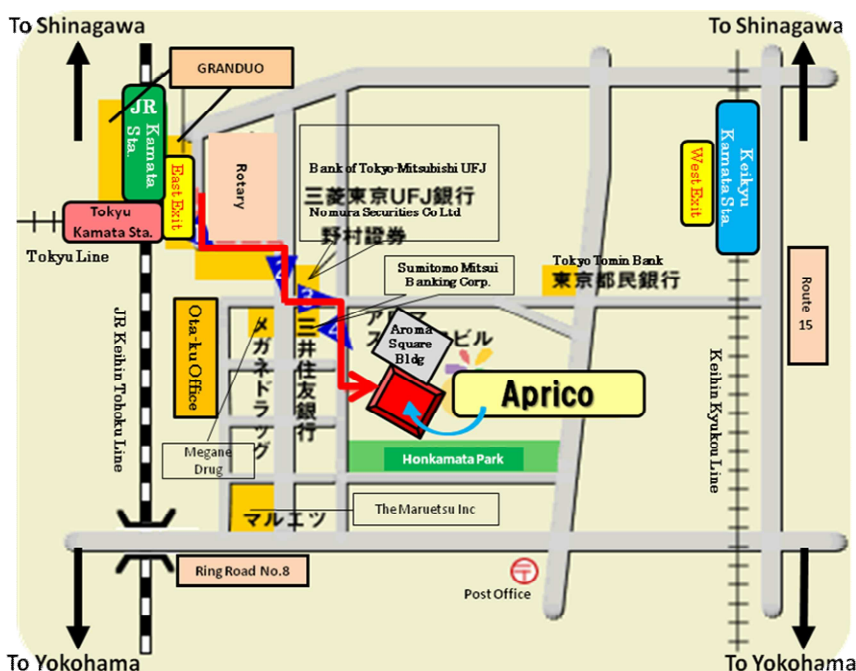 To Shinagawa
To Shinagawa
GRANDUO
JR
Kamata
Sta.
East Exit
Rotary
Bank of Tokyo-Mitsubishi UFJ
三菱東京UFJ銀行
Nomura Securities Co Ltd
野村證券
Keikyu
Kamata Sta.
West Exit
Tokyu
Kamata Sta.
Tokyu Line
Sumitomo Mitsui
Banking Corp.
Tokyo Tomin Bank
東京都民銀行
Route
15
Ota-ku Office
メガネドラッグ
三井住友銀行
ビル
Aroma
Square
Bldg
Aprico
JR Keihin Tohoku Line
Keihin Kyukou Line
Megane
Drug
Honkamata Park
マルエツ
The Maruetsu Inc
Ring Road No.8
Post Office
〒
To Yokohama
To Yokohama